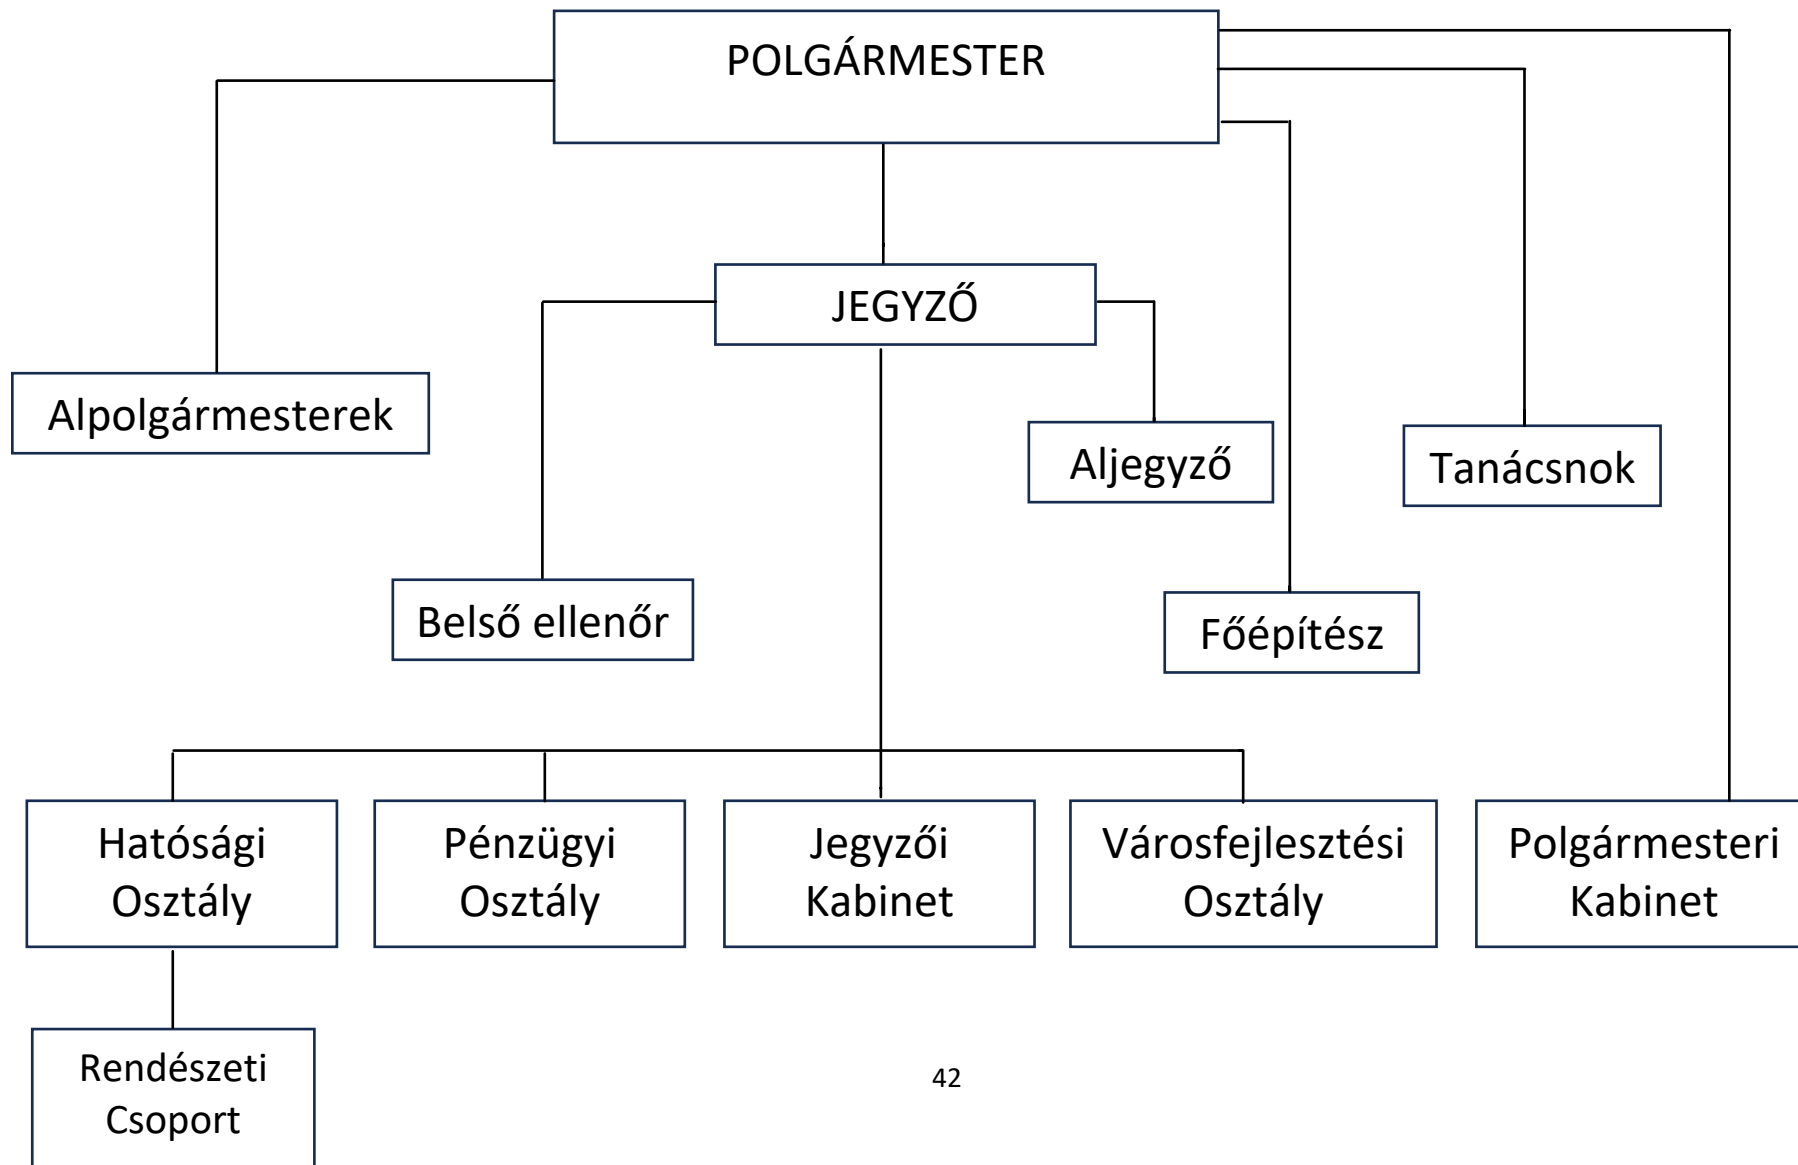 POLGÁRMESTER
JEGYZŐ
Alpolgármesterek
Aljegyző
Tanácsnok
Belső ellenőr
Főépítész
Hatósági
Osztály
Pénzügyi
Osztály
Jegyzői
Kabinet
Városfejlesztési
Osztály
Polgármesteri
Kabinet
Rendészeti
Csoport
42